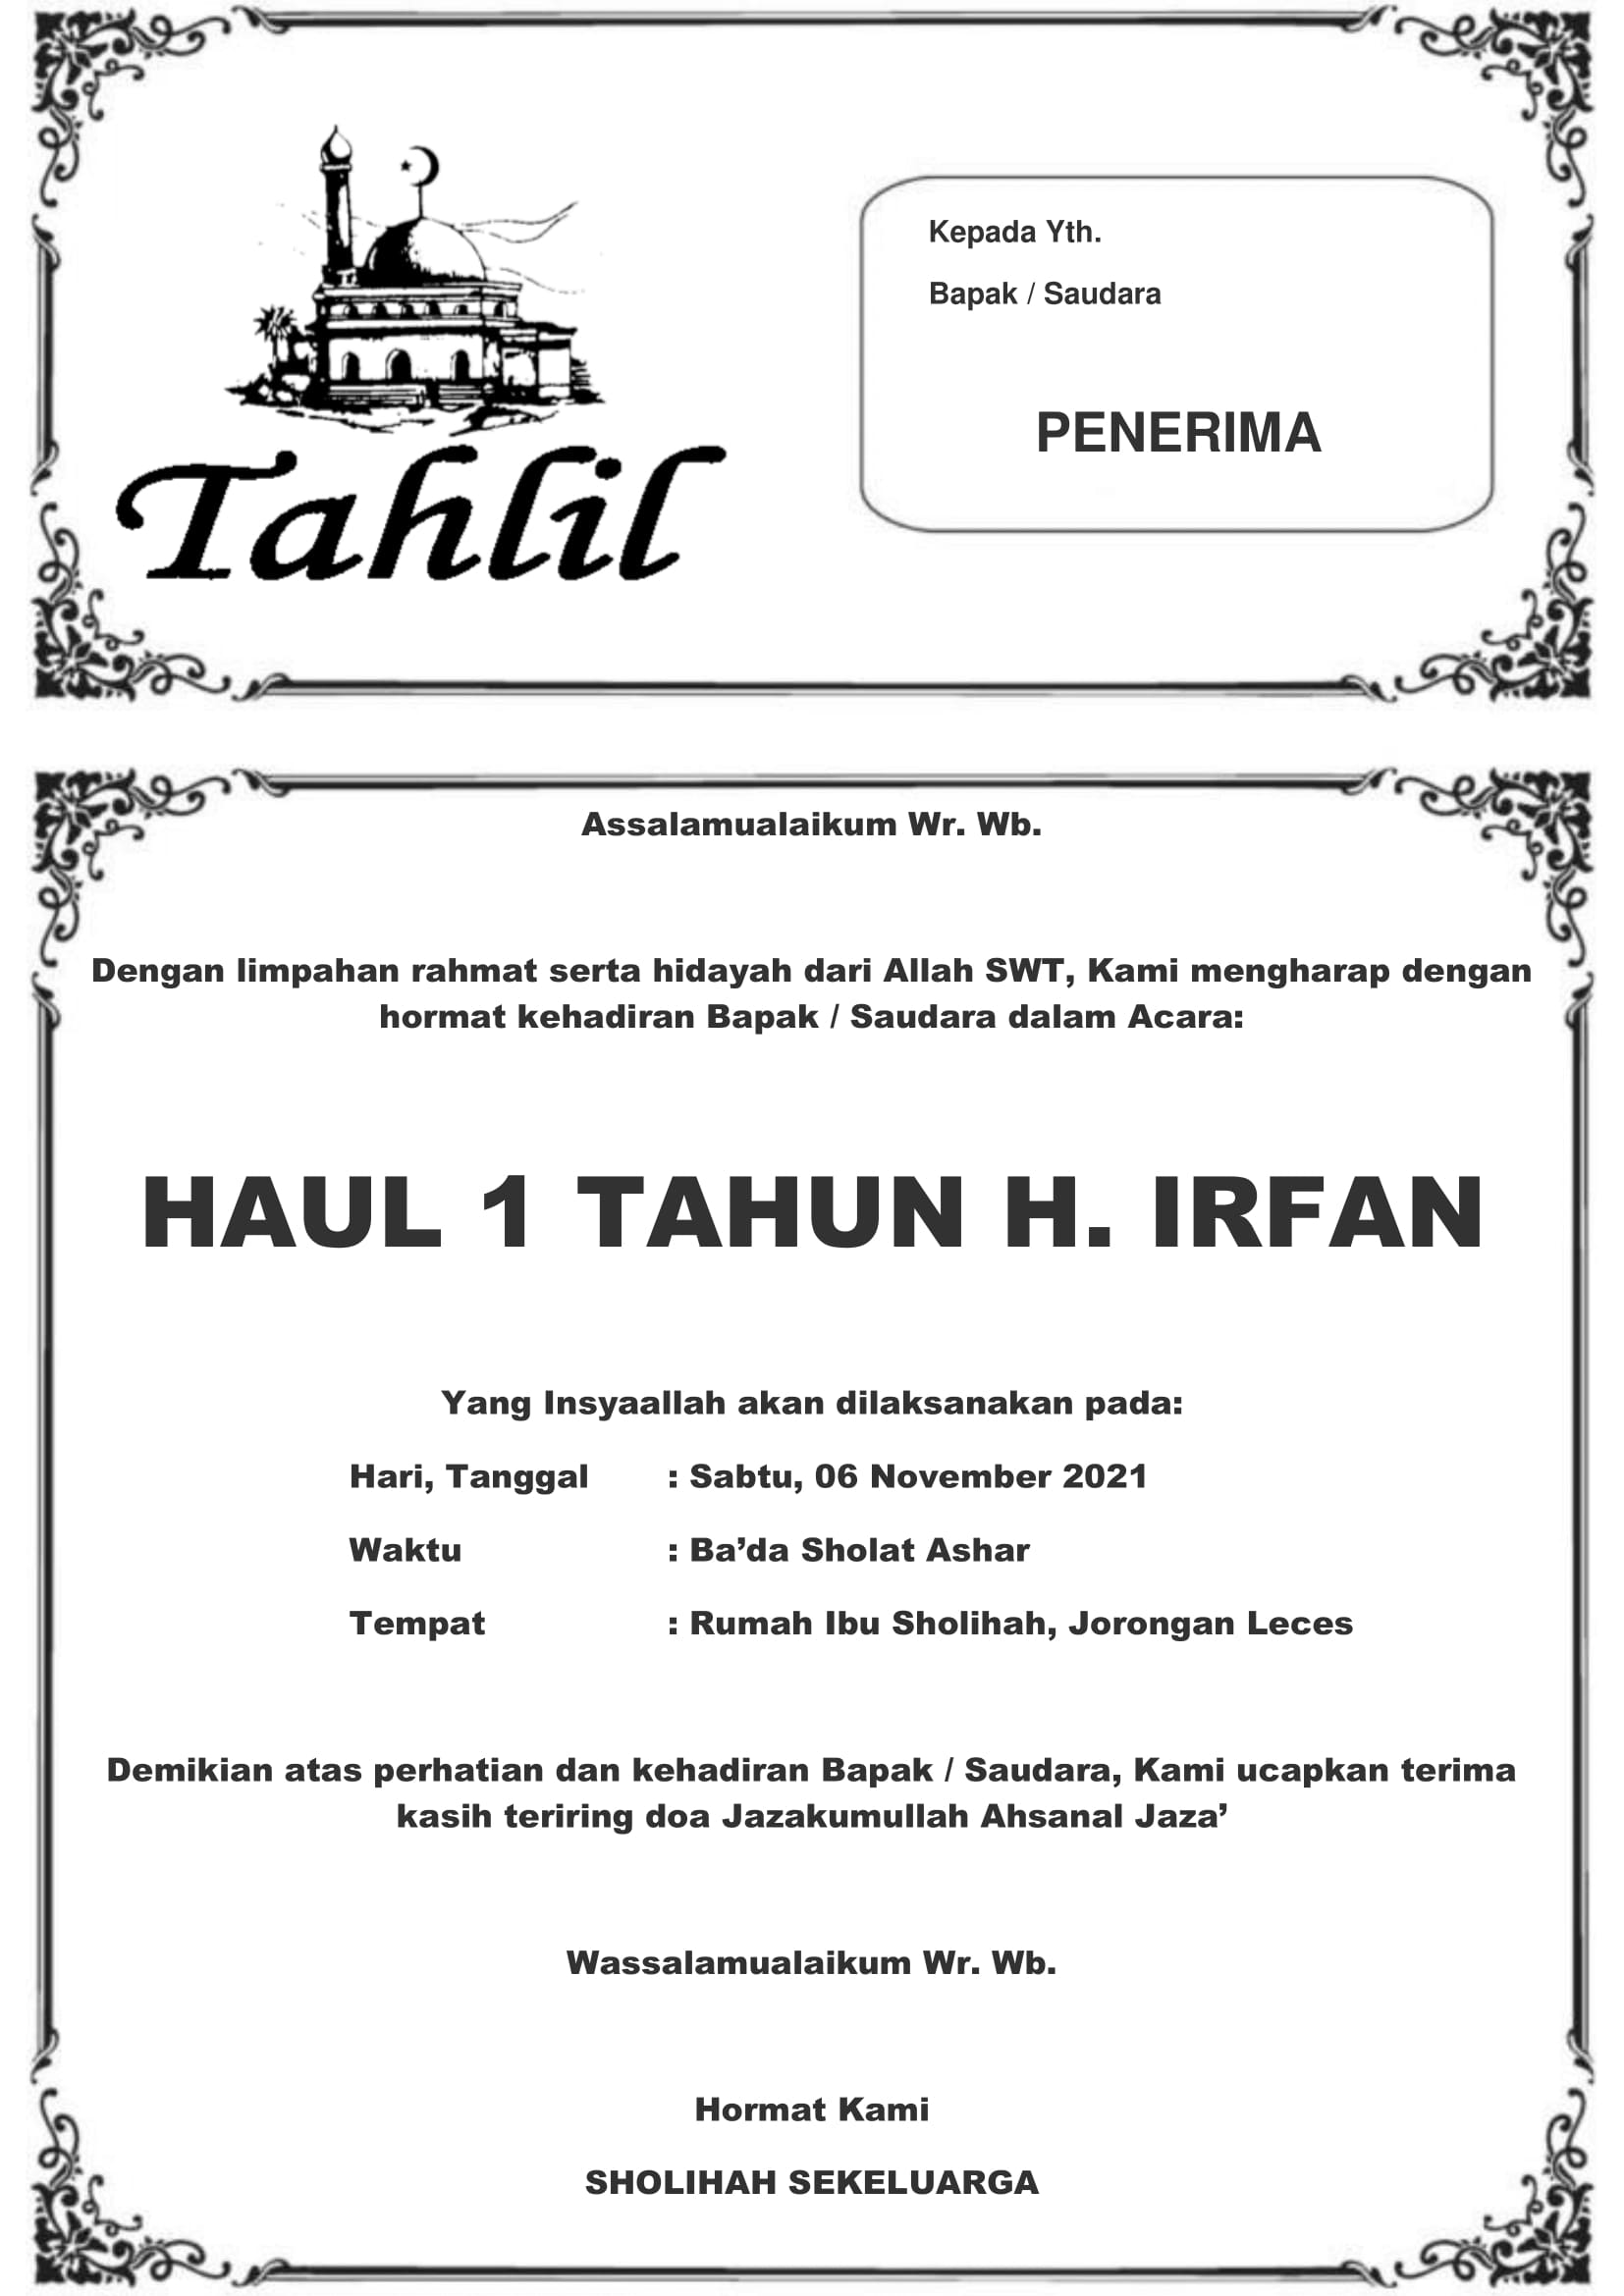 Tahlil
Kepada Yth.
Bapak / Saudara
PENERIMA
Assalamualaikum Wr. Wb.
Dengan limpahan rahmat serta hidayah dari Allah SWT, Kami mengharap dengan
hormat kehadiran Bapak / Saudara dalam Acara:
HAUL 1 TAHUN H. IRFAN
Yang Insyaallah akan dilaksanakan pada:
Hari, Tanggal : Sabtu, 06 November 2021
Waktu : Ba’da Sholat Ashar
Tempat : Rumah Ibu Sholihah, Jorongan Leces
Demikian atas perhatian dan kehadiran Bapak / Saudara, Kami ucapkan terima
kasih teriring doa Jazakumullah Ahsanal Jaza’
Wassalamualaikum Wr. Wb.
Hormat Kami
SHOLIHAH SEKELUARGA